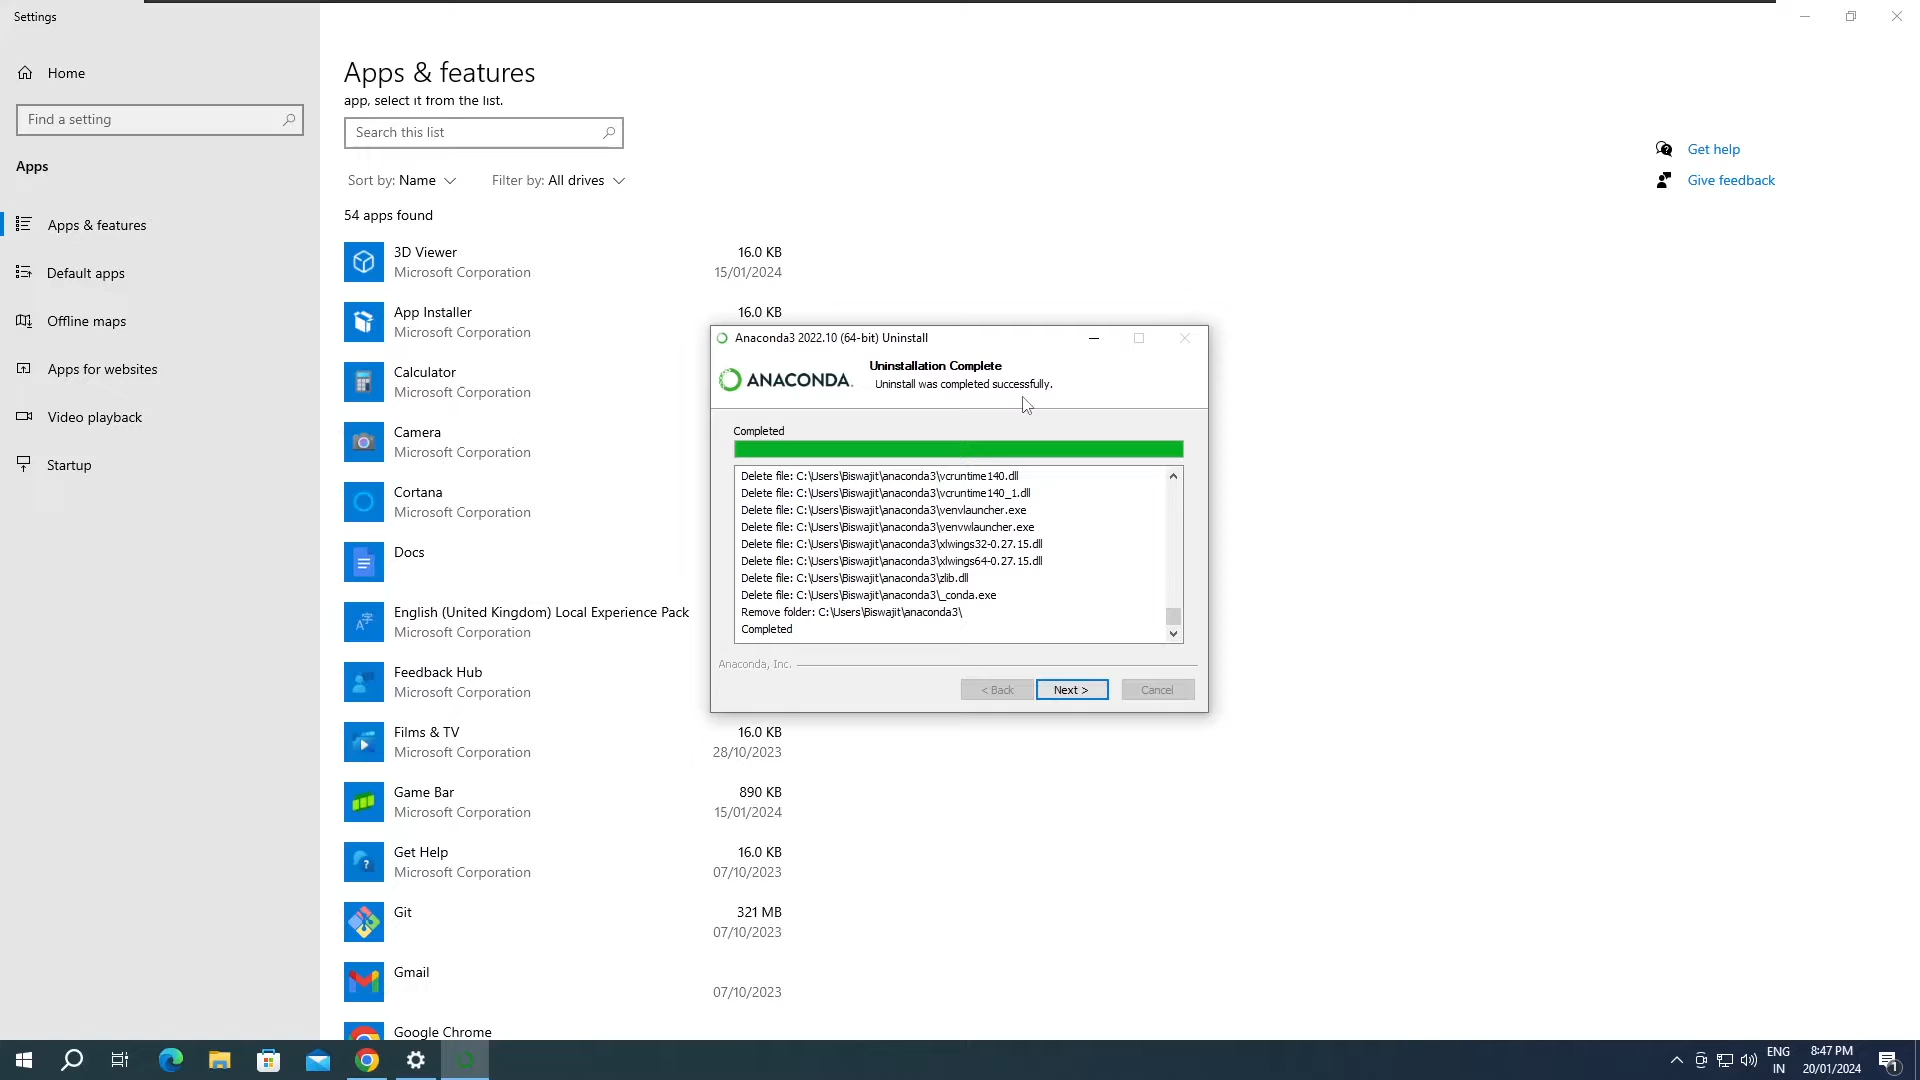 Settings
Home
Find a setting
Apps
Apps & features
Default apps
Offline maps
Apps for websites
Video playback
Startup
Apps & features
app, select it from the list.
Search this list
Sort by: Name
Filter by: All drives
54 apps found
3D Viewer
16.0 KB
Microsoft Corporation
15/01/2024
App Installer
16.0 KB
Microsoft Corporation
Calculator
Microsoft Corporation
Camera
Microsoft Corporation
Cortana
Microsoft Corporation
Docs
English (United Kingdom) Local Experience Pack
Microsoft Corporation
Feedback Hub
Microsoft Corporation
Films & TV
16.0 KB
Microsoft Corporation
28/10/2023
Game Bar
890 KB
Microsoft Corporation
15/01/2024
Get Help
16.0 KB
Microsoft Corporation
07/10/2023
Git
321 MB
07/10/2023
Gmail
07/10/2023
Google Chrome
Get help
Give feedback
Anaconda3 2022.10 (64-bit) Uninstall
ANACONDA.
Uninstallation Complete
Uninstall was completed successfully.
Completed
Delete file: C:\Users\Biswajit\anaconda3\vcruntime140.dll
Delete file: C:\Users\Biswajit\anaconda3\vcruntime140_1.dll
Delete file: C:\Users\Biswajit\anaconda3\venvlauncher.exe
Delete file: C:\Users\Biswajit\anaconda3\venvwlauncher.exe
Delete file: C:\Users\Biswajit\anaconda3\xlwings32-0.27.15.dll
Delete file: C:\Users\Biswajit\anaconda3\xlwings64-0.27.15.dll
Delete file: C:\Users\Biswajit\anaconda3\zlib.dll
Delete file: C:\Users\Biswajit\anaconda3\_conda.exe
Remove folder: C:\Users\Biswajit\anaconda3\
Completed
Anaconda, Inc.
< Back
Next >
Cancel
ENG
IN
8:47 PM
20/01/2024
1